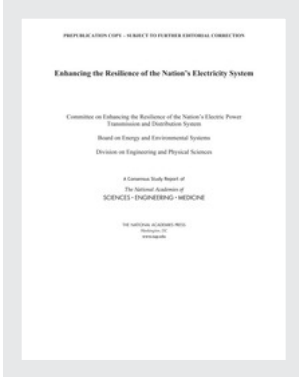 PREPUBLICATION COPY – SUBJECT TO FURTHER EDITORIAL CORRECTION
Enhancing the Resilience of the Nation's Electricity System
Committee on Enhancing the Resilience of the Nation's Electric Power
Transmission and Distribution System
Board on Energy and Environmental Systems
Division on Engineering and Physical Sciences
A Consensus Study Report of
The National Academies of
SCIENCES • ENGINEERING • MEDICINE
THE NATIONAL ACADEMIES PRESS
Washington, DC
www.nap.edu